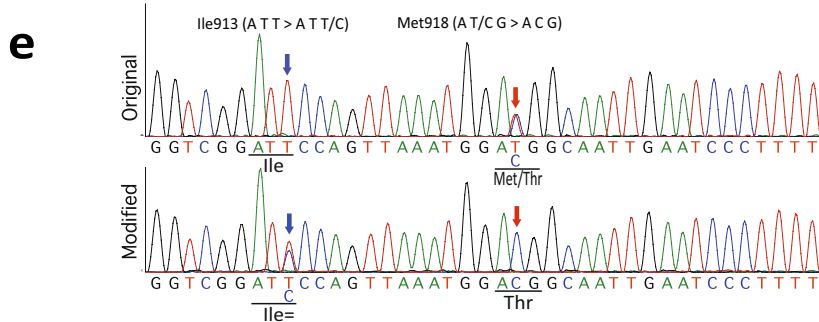 e
Ile913 (A T T > A T T/C) Met918 (A T/C G > A C G)
Original
G G T C G G A T T C C A G T T A A A T G G A T G G C A A T T G A A T C C C T T T T
C
Ile Met/Thr
Modified
G G T C G G A T T C C A G T T A A A T G G A C G G C A A T T G A A T C C C T T T T
C
Ile= Thr